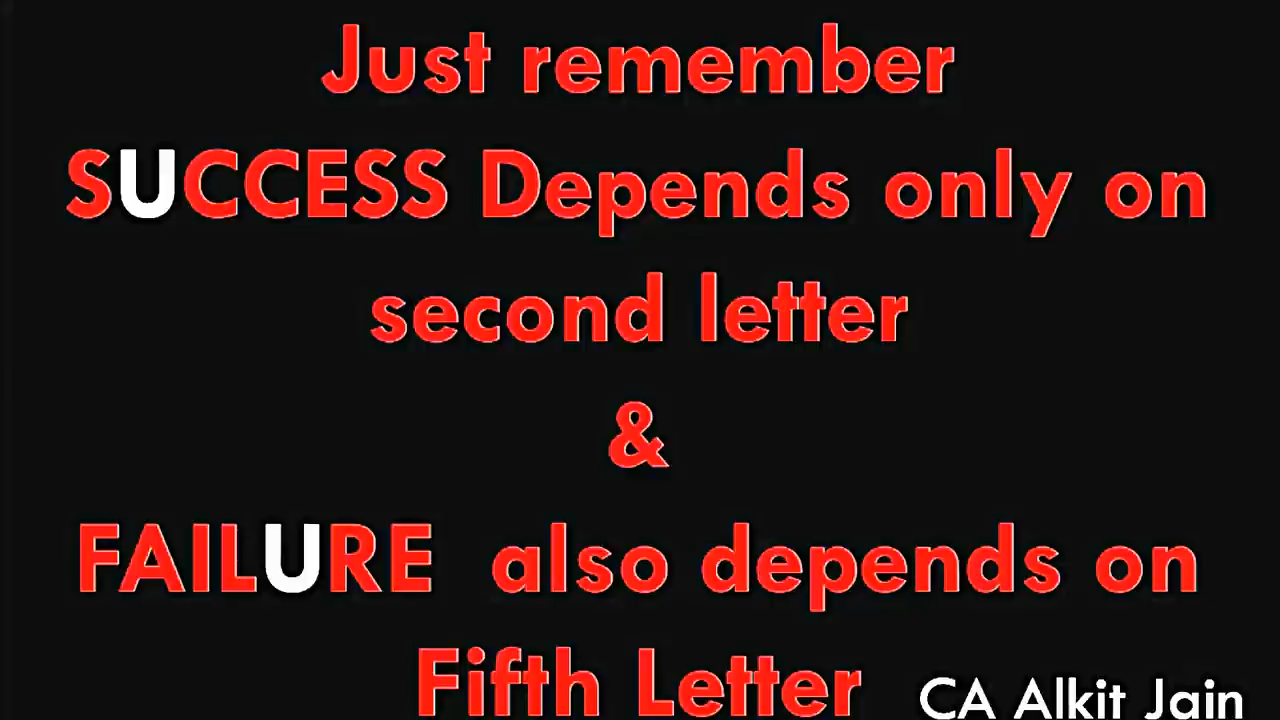 Just remember
SUCCESS Depends only on
second letter
&
FAILURE also depends on
Fifth Letter
CA Alkit Jain